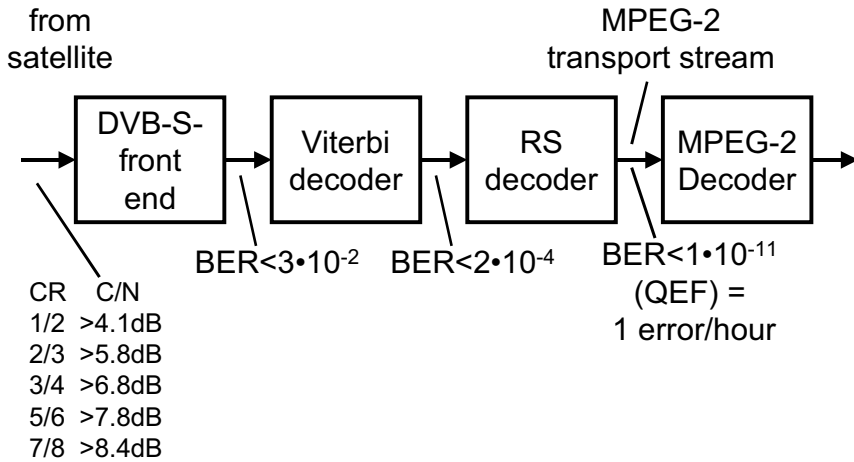 from
satellite
MPEG-2
transport stream
DVB-S-
front
end
Viterbi
decoder
RS
decoder
MPEG-2
Decoder
BER<3•10⁻²
BER<2•10⁻⁴
BER<1•10⁻¹¹
(QEF) =
1 error/hour
CR C/N
1/2 >4.1dB
2/3 >5.8dB
3/4 >6.8dB
5/6 >7.8dB
7/8 >8.4dB